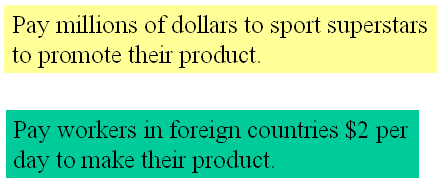 Pay millions of dollars to sport superstars
to promote their product.
Pay workers in foreign countries $2 per
day to make their product.